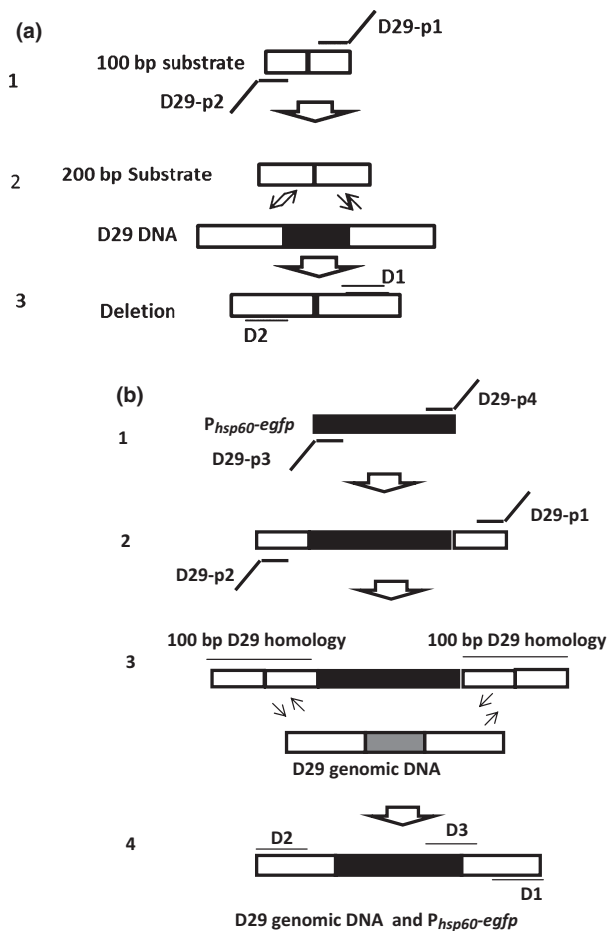 (a)
D29-p1
100 bp substrate
1
D29-p2
2
200 bp Substrate
D29 DNA
3
D1
Deletion
D2
(b)
D29-p4
1
Phsp60-egfp
D29-p3
D29-p1
2
D29-p2
100 bp D29 homology
100 bp D29 homology
3
D29 genomic DNA
4
D2
D3
D1
D29 genomic DNA and Phsp60-egfp